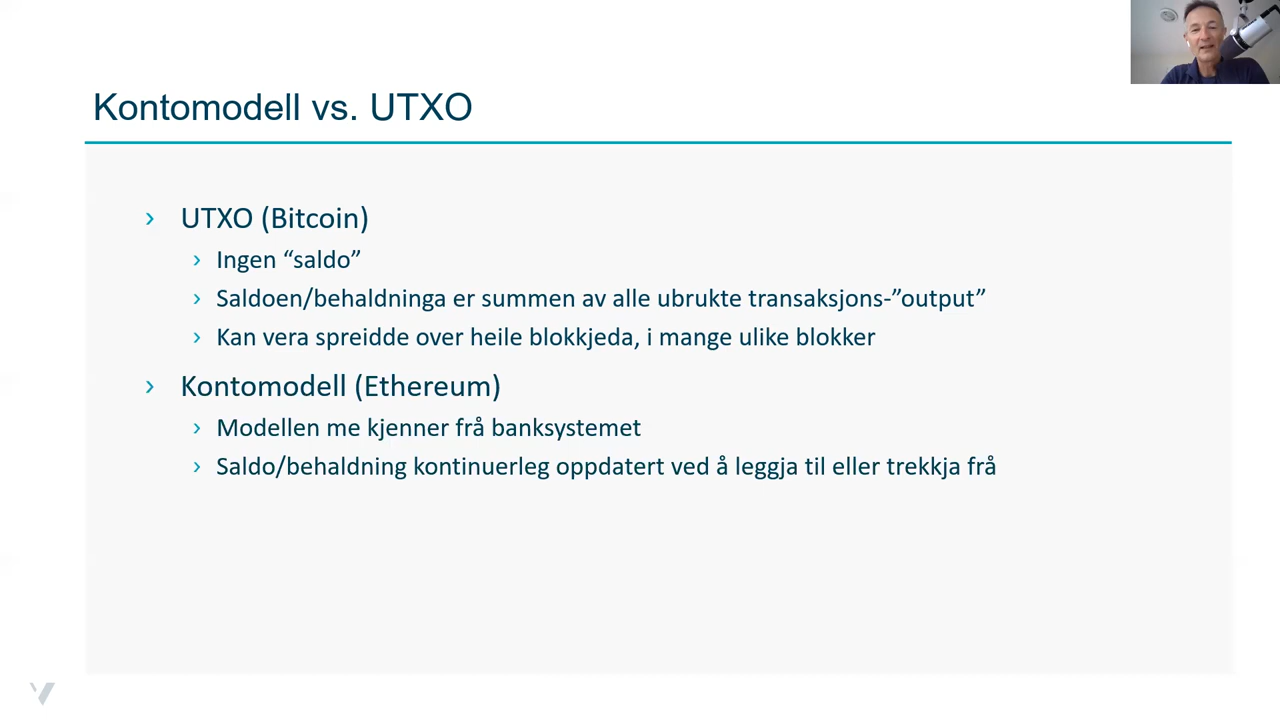 Kontomodell vs. UTXO
› UTXO (Bitcoin)
› Ingen “saldo”
› Saldoen/behaldninga er summen av alle ubrukte transaksjons-”output”
› Kan vera spreidde over heile blokkjeda, i mange ulike blokker
› Kontomodell (Ethereum)
› Modellen me kjenner frå banksystemet
› Saldo/behaldning kontinuerleg oppdatert ved å leggja til eller trekkja frå